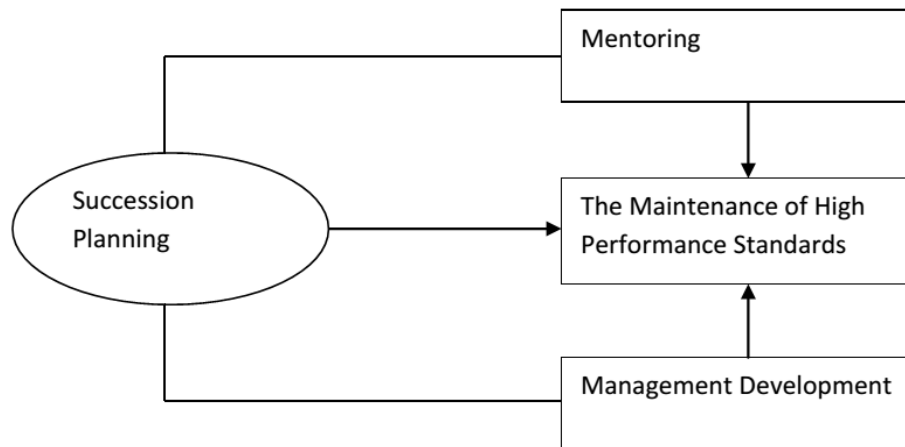 Mentoring
Succession
Planning
The Maintenance of High
Performance Standards
Management Development